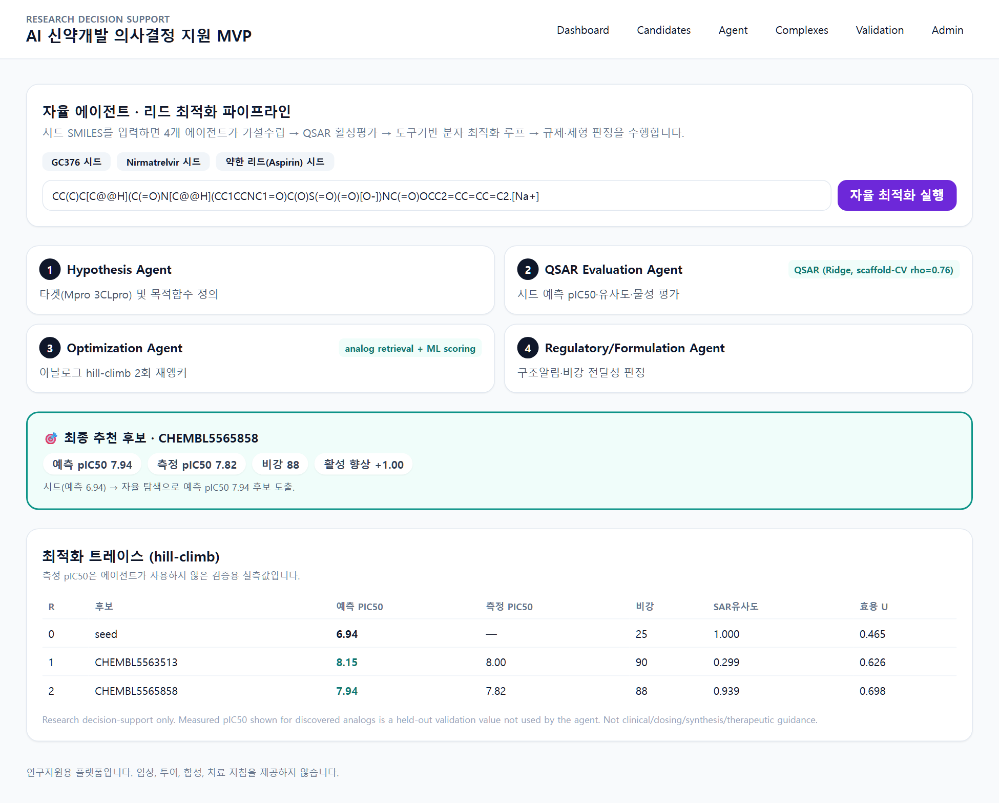 RESEARCH DECISION SUPPORT
AI 신약개발 의사결정 지원 MVP
Dashboard Candidates Agent Complexes Validation Admin
자율 에이전트 · 리드 최적화 파이프라인
시드 SMILES를 입력하면 4개 에이전트가 가설수립 → QSAR 활성평가 → 도구기반 분자 최적화 루프 → 규제·제형 판정을 수행합니다.
GC376 시드 Nirmatrelvir 시드 약한 리드(Aspirin) 시드
CC(C)C[C@@H](C(=O)N[C@@H](CC1CCNC1=O)C(O)S(=O)(=O)[O-])NC(=O)OCC2=CC=CC=C2.[Na+]
자율 최적화 실행
1 Hypothesis Agent
타겟(Mpro 3CLpro) 및 목적함수 정의
2 QSAR Evaluation Agent QSAR (Ridge, scaffold-CV rho=0.76)
시드 예측 pIC50·유사도·물성 평가
3 Optimization Agent analog retrieval + ML scoring
아날로그 hill-climb 2회 재앵커
4 Regulatory/Formulation Agent
구조알림·비강 전달성 판정
🎯 최종 추천 후보 · CHEMBL5565858
예측 pIC50 7.94 측정 pIC50 7.82 비강 88 활성 향상 +1.00
시드(예측 6.94) → 자율 탐색으로 예측 pIC50 7.94 후보 도출.
최적화 트레이스 (hill-climb)
측정 pIC50은 에이전트가 사용하지 않은 검증용 실측값입니다.
R 후보 예측 PIC50 측정 PIC50 비강 SAR유사도 효용 U
0 seed 6.94 — 25 1.000 0.465
1 CHEMBL5563513 8.15 8.00 90 0.299 0.626
2 CHEMBL5565858 7.94 7.82 88 0.939 0.698
Research decision-support only. Measured pIC50 shown for discovered analogs is a held-out validation value not used by the agent. Not clinical/dosing/synthesis/therapeutic guidance.
연구지원용 플랫폼입니다. 임상, 투여, 합성, 치료 지침을 제공하지 않습니다.